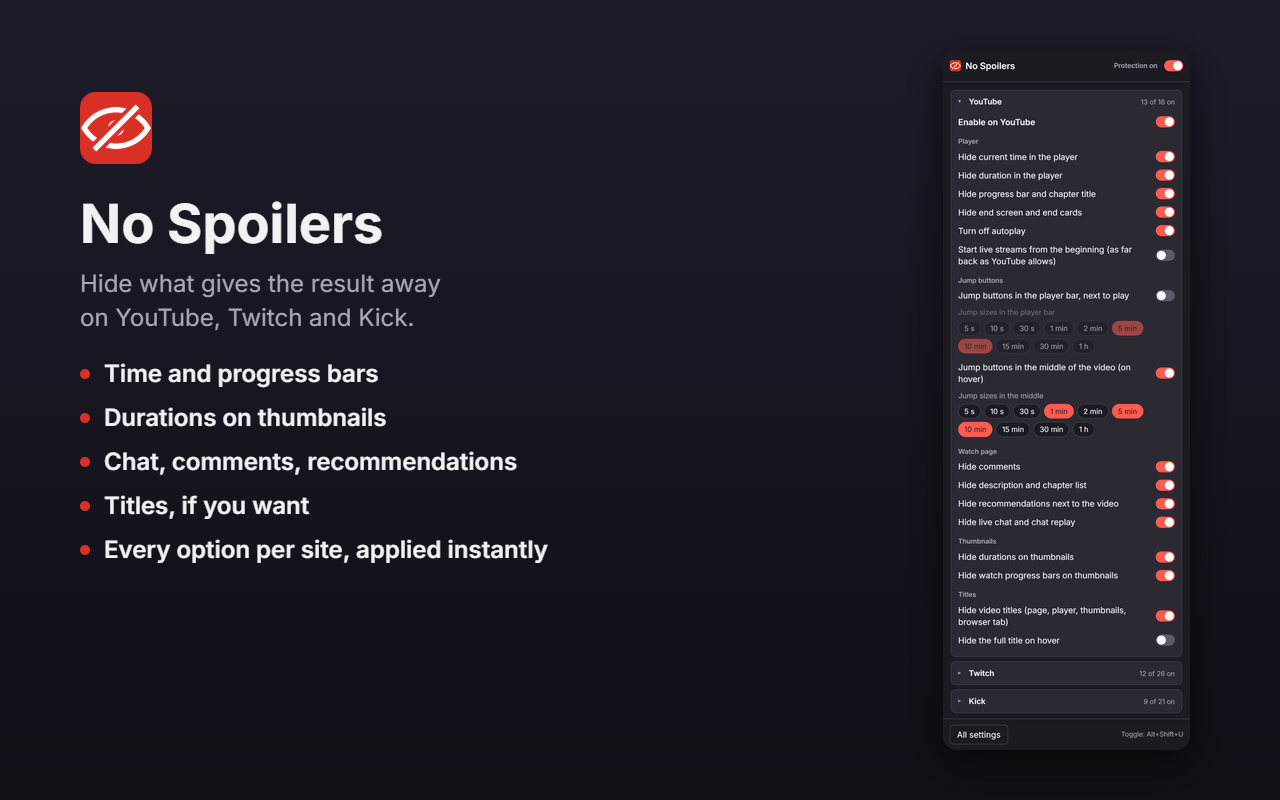 No Spoilers
Hide what gives the result away
on YouTube, Twitch and Kick.
Time and progress bars
Durations on thumbnails
Chat, comments, recommendations
Titles, if you want
Every option per site, applied instantly
No Spoilers
Protection on
YouTube
13 of 16 on
Enable on YouTube
Player
Hide current time in the player
Hide duration in the player
Hide progress bar and chapter title
Hide end screen and end cards
Turn off autoplay
Start live streams from the beginning (as far
back as YouTube allows)
Jump buttons
Jump buttons in the player bar, next to play
Jump sizes in the player bar
5 s 10 s 30 s 1 min 2 min 5 min
10 min 15 min 30 min 1 h
Jump buttons in the middle of the video (on
hover)
Jump sizes in the middle
5 s 10 s 30 s 1 min 2 min 5 min
10 min 15 min 30 min 1 h
Watch page
Hide comments
Hide description and chapter list
Hide recommendations next to the video
Hide live chat and chat replay
Thumbnails
Hide durations on thumbnails
Hide watch progress bars on thumbnails
Titles
Hide video titles (page, player, thumbnails,
browser tab)
Hide the full title on hover
Twitch
12 of 26 on
Kick
9 of 21 on
All settings
Toggle: Alt+Shift+U